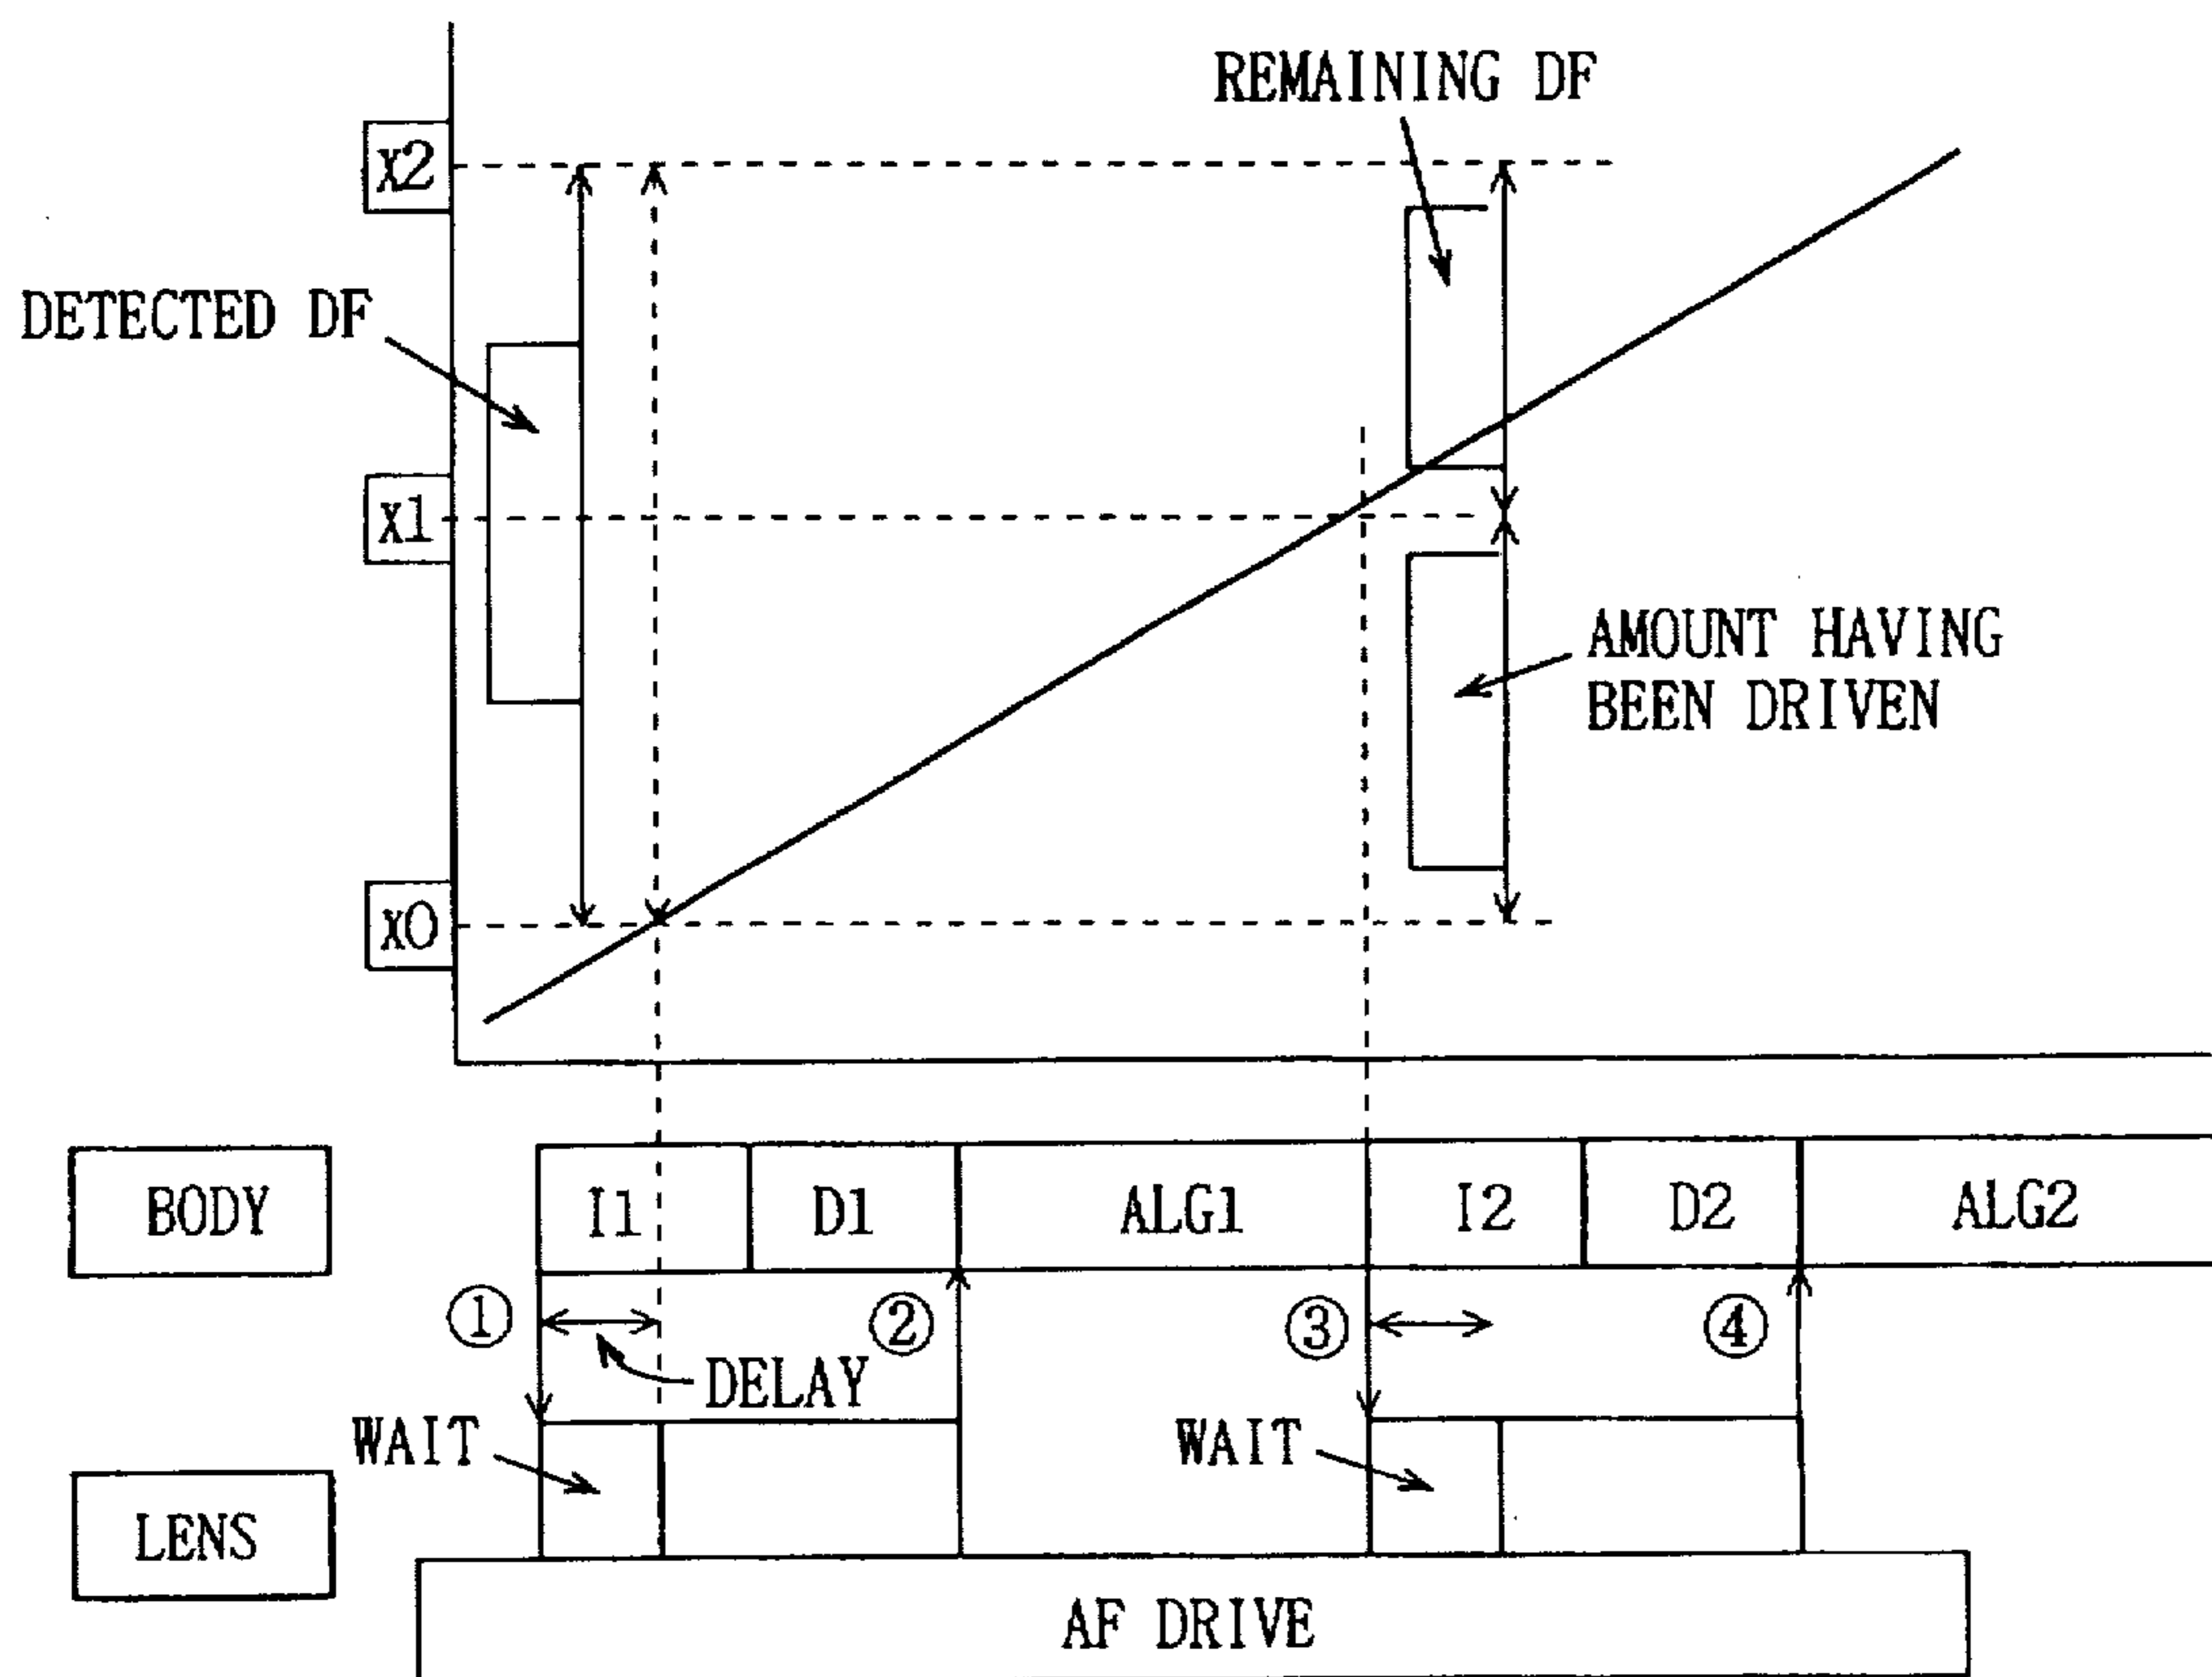 REMAINING DF
X2
DETECTED DF
X1
AMOUNT HAVING
BEEN DRIVEN
X0
BODY
I1
D1
ALG1
I2
D2
ALG2
①
②
③
④
DELAY
WAIT
WAIT
LENS
AF DRIVE